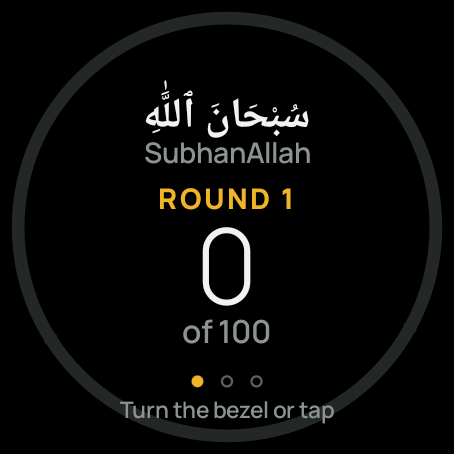 سُبْحَانَ ٱللَّٰهِ
SubhanAllah
ROUND 1
0
of 100
Turn the bezel or tap